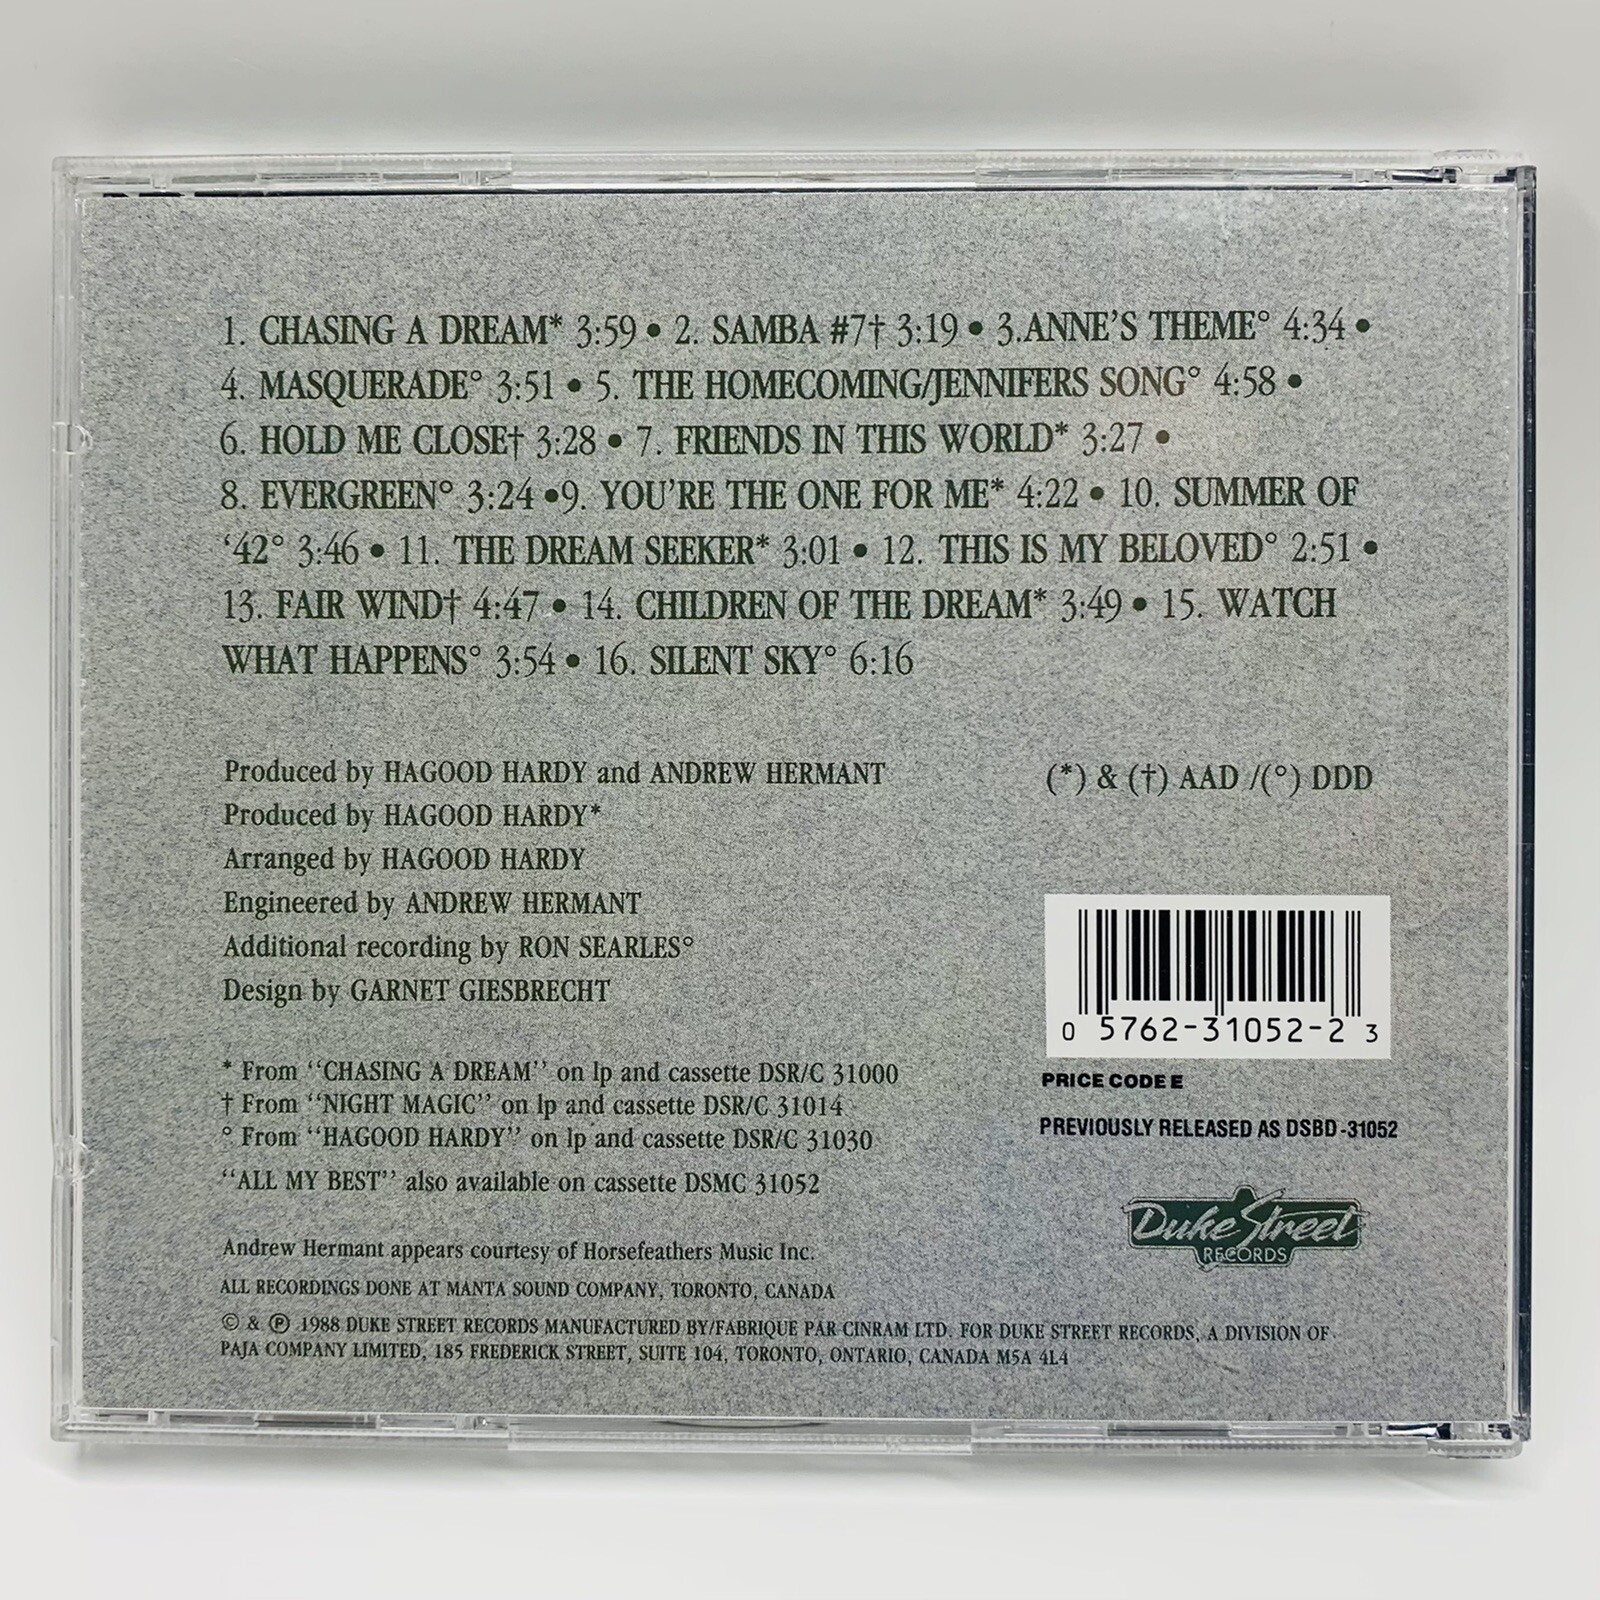 1. CHASING A DREAM* 3:59 • 2. SAMBA #7† 3:19 • 3.ANNE'S THEME° 4:34 •
4. MASQUERADE° 3:51 • 5. THE HOMECOMING/JENNIFERS SONG° 4:58 •
6. HOLD ME CLOSE† 3:28 • 7. FRIENDS IN THIS WORLD* 3:27 •
8. EVERGREEN° 3:24 •9. YOU'RE THE ONE FOR ME* 4:22 • 10. SUMMER OF
'42° 3:46 • 11. THE DREAM SEEKER* 3:01 • 12. THIS IS MY BELOVED° 2:51 •
13. FAIR WIND† 4:47 • 14. CHILDREN OF THE DREAM* 3:49 • 15. WATCH
WHAT HAPPENS° 3:54 • 16. SILENT SKY° 6:16
Produced by HAGOOD HARDY and ANDREW HERMANT
Produced by HAGOOD HARDY*
Arranged by HAGOOD HARDY
Engineered by ANDREW HERMANT
Additional recording by RON SEARLES°
Design by GARNET GIESBRECHT
(*) & (†) AAD /(°) DDD
* From "CHASING A DREAM" on lp and cassette DSR/C 31000
† From "NIGHT MAGIC" on lp and cassette DSR/C 31014
° From "HAGOOD HARDY" on lp and cassette DSR/C 31030
"ALL MY BEST" also available on cassette DSMC 31052
0 5762-31052-2 3
PRICE CODE E
PREVIOUSLY RELEASED AS DSBD-31052
Duke Street
RECORDS
Andrew Hermant appears courtesy of Horsefeathers Music Inc.
ALL RECORDINGS DONE AT MANTA SOUND COMPANY, TORONTO, CANADA
© & ℗ 1988 DUKE STREET RECORDS MANUFACTURED BY/FABRIQUE PAR CINRAM LTD. FOR DUKE STREET RECORDS, A DIVISION OF
PAJA COMPANY LIMITED, 185 FREDERICK STREET, SUITE 104, TORONTO, ONTARIO, CANADA M5A 4L4